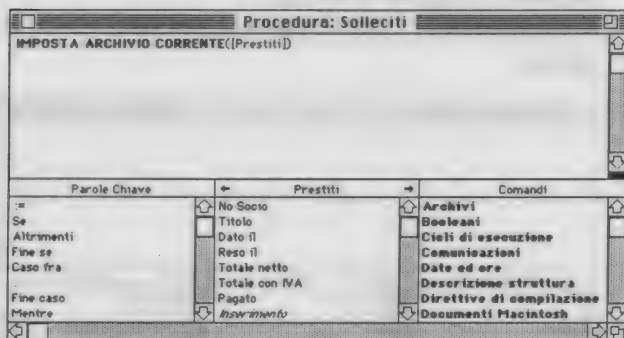 Procedura: Solleciti
IMPOSTA ARCHIVIO CORRENTE([Prestiti])
Parole Chiave
:=
Se
Altrimenti
Fine se
Caso fra
:
Fine caso
Mentre
← Prestiti →
No Socio
Titolo
Dato il
Reso il
Totale netto
Totale con IVA
Pagato
Inserimento
Comandi
Archivi
Booleani
Cicli di esecuzione
Comunicazioni
Date ed ore
Descrizione struttura
Direttive di compilazione
Documenti Macintosh